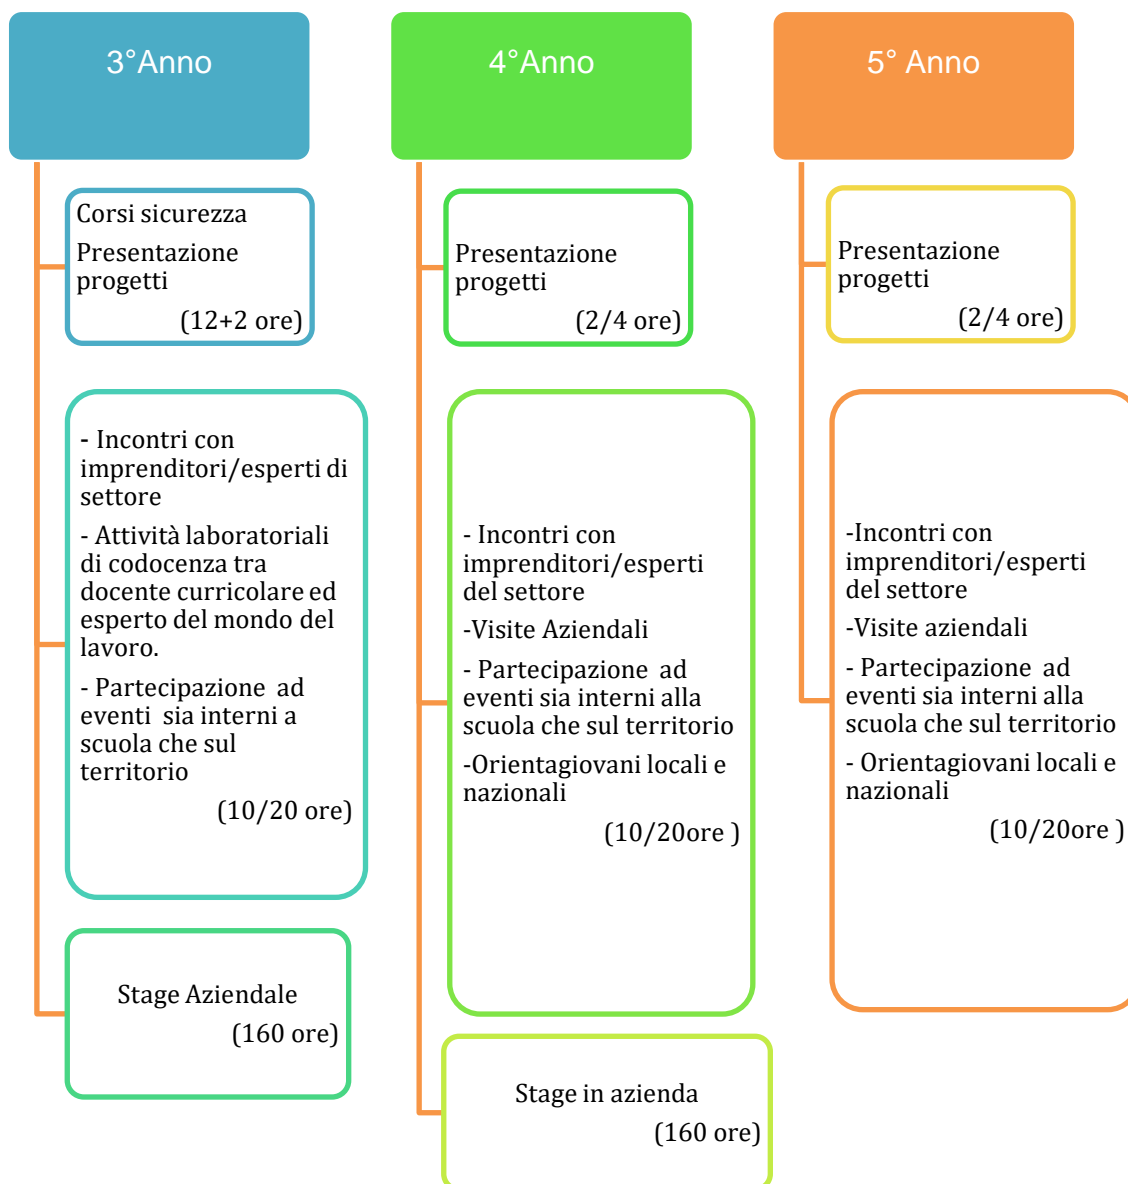 3°Anno
Corsi sicurezza
Presentazione
progetti
(12+2 ore)
- Incontri con
imprenditori/esperti di
settore
- Attività laboratoriali
di codocenza tra
docente curricolare ed
esperto del mondo del
lavoro.
- Partecipazione  ad
eventi  sia interni a
scuola che sul
territorio
(10/20 ore)
Stage Aziendale
(160 ore)
4°Anno
Presentazione
progetti
(2/4 ore)
- Incontri con
imprenditori/esperti
del settore
-Visite Aziendali
- Partecipazione  ad
eventi sia interni alla
scuola che sul territorio
-Orientagiovani locali e
nazionali
(10/20ore )
Stage in azienda
(160 ore)
5° Anno
Presentazione
progetti
(2/4 ore)
-Incontri con
imprenditori/esperti
del settore
-Visite aziendali
- Partecipazione  ad
eventi sia interni alla
scuola che sul territorio
- Orientagiovani locali e
nazionali
(10/20ore )